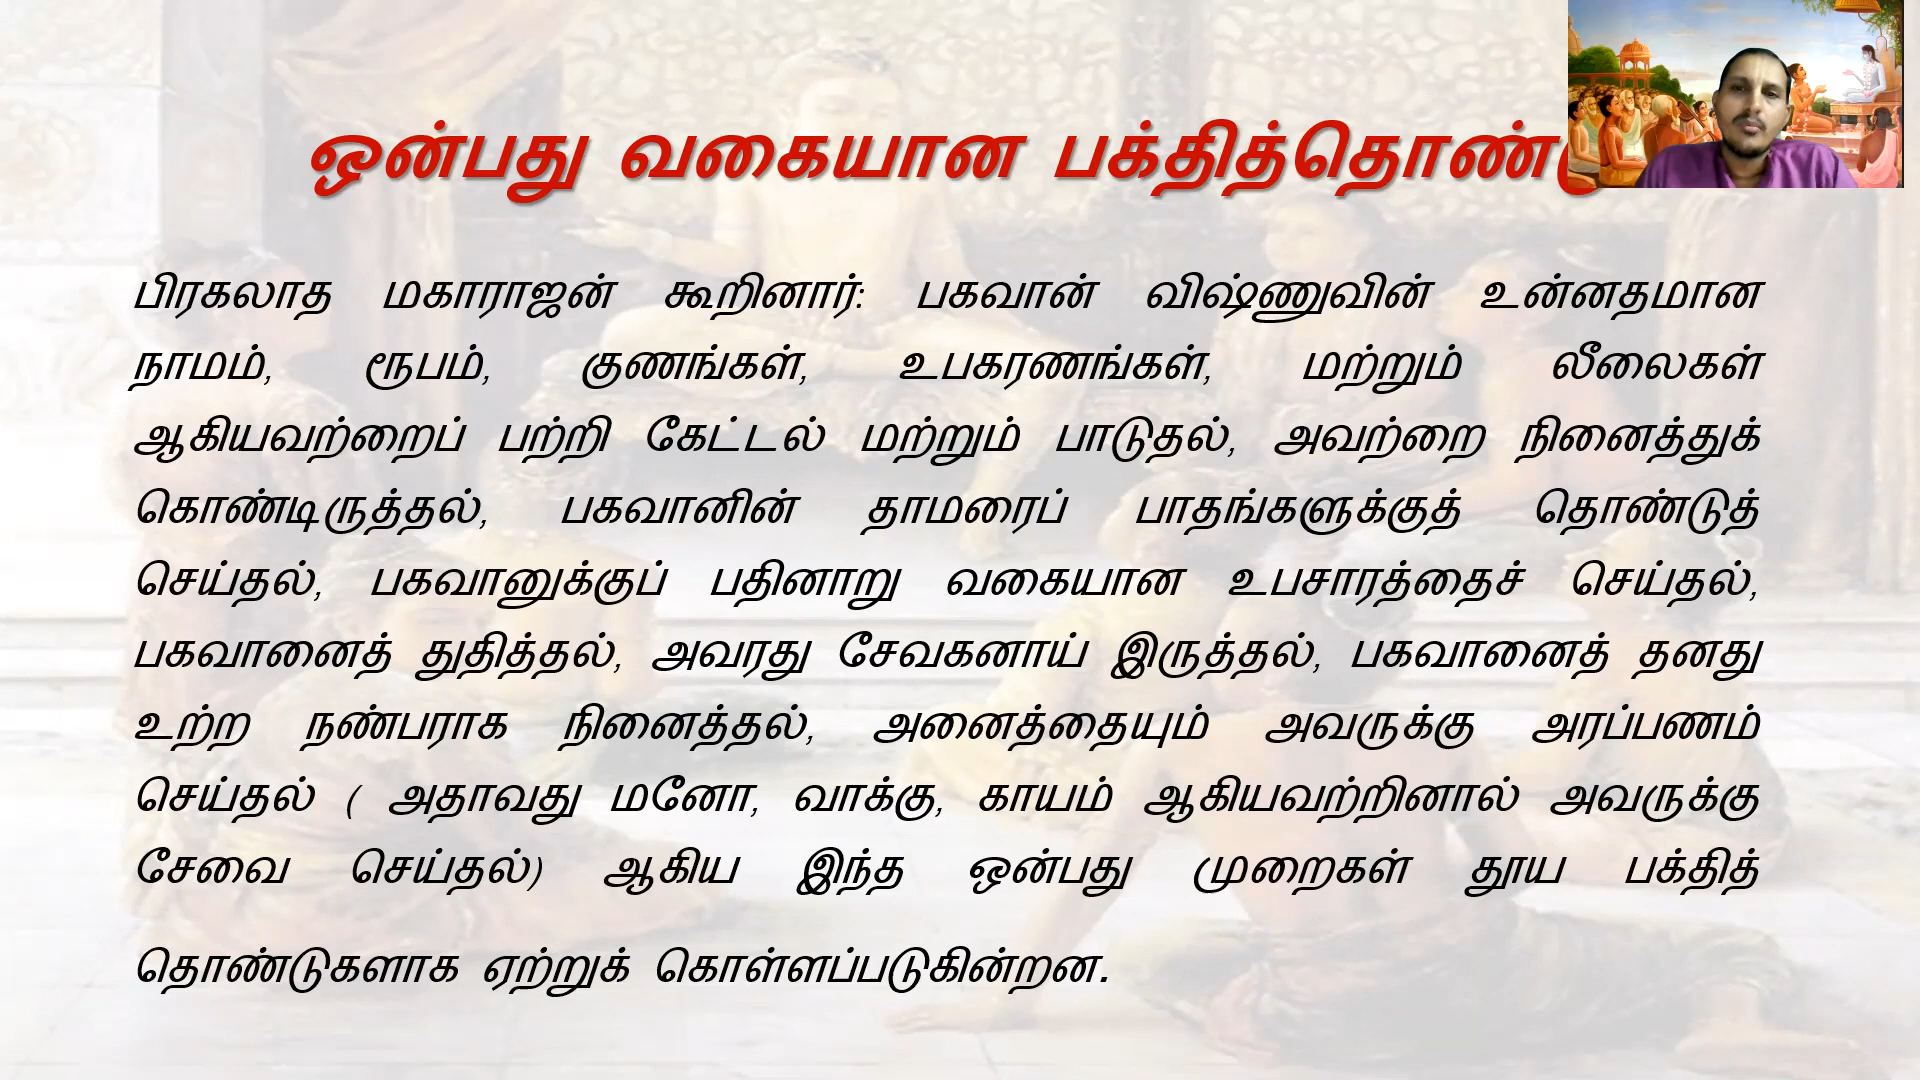 ஒன்பது வகையான
பிரகலாத மகாராஜன் கூறினார்: பகவான் விஷ்ணுவின் உன்னதமான
நாமம், ரூபம், குணங்கள், உபகரணங்கள், மற்றும் லீலைகள்
ஆகியவற்றைப் பற்றி கேட்டல் மற்றும் பாடுதல், அவற்றை நினைத்துக்
கொண்டிருத்தல், பகவானின் தாமரைப் பாதங்களுக்குத் தொண்டுத்
செய்தல், பகவானுக்குப் பதினாறு வகையான உபசாரத்தைச் செய்தல்,
பகவானைத் துதித்தல், அவரது சேவகனாய் இருத்தல், பகவானைத் தனது
உற்ற நண்பராக நினைத்தல், அனைத்தையும் அவருக்கு அரப்பணம்
செய்தல் ( அதாவது மனோ, வாக்கு, காயம் ஆகியவற்றினால் அவருக்கு
சேவை செய்தல்) ஆகிய இந்த ஒன்பது முறைகள் தூய பக்தித்
தொண்டுகளாக ஏற்றுக் கொள்ளப்படுகின்றன.